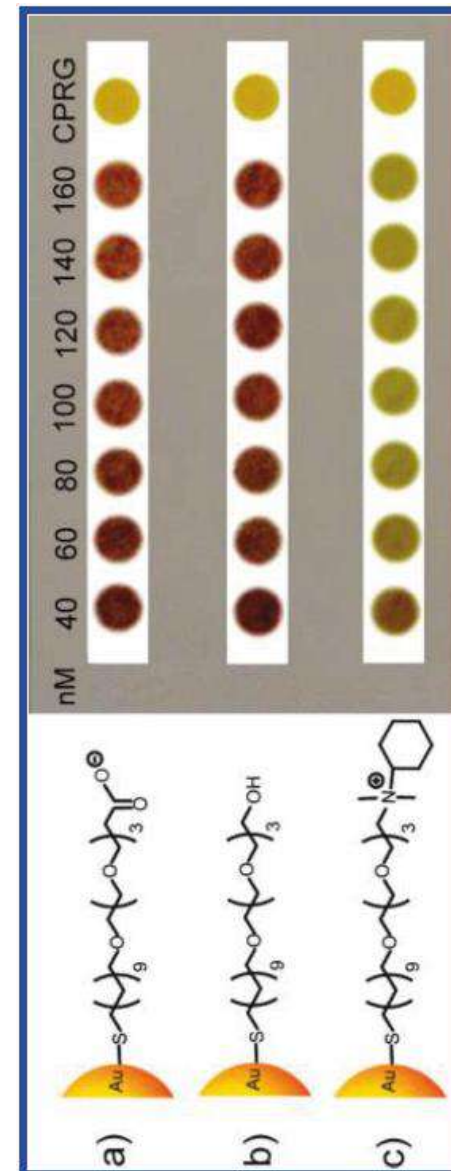 nM 40 60 80 100 120 140 160 CPRG
a) Au S 9 O O 3 O O ⊖
b) Au S 9 O O 3 OH
c) Au S 9 O O 3 N ⊕